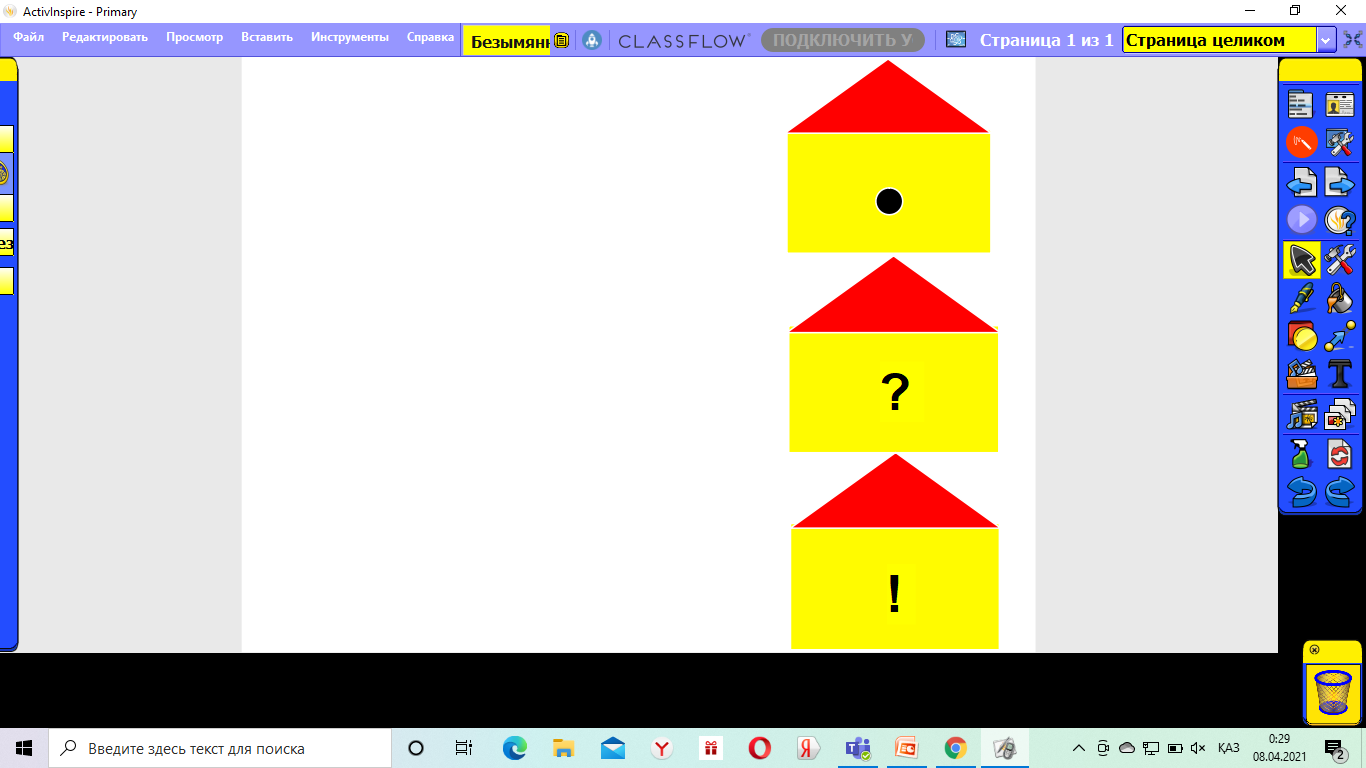 ActivInspire - Primary
Файл Редактировать Просмотр Вставить Инструменты Справка CLASSFLOW ПОДКЛЮЧИТЬ У Страница 1 из 1 Страница целиком
?
!
Введите здесь текст для поиска
ҚАЗ
0:29
08.04.2021
2